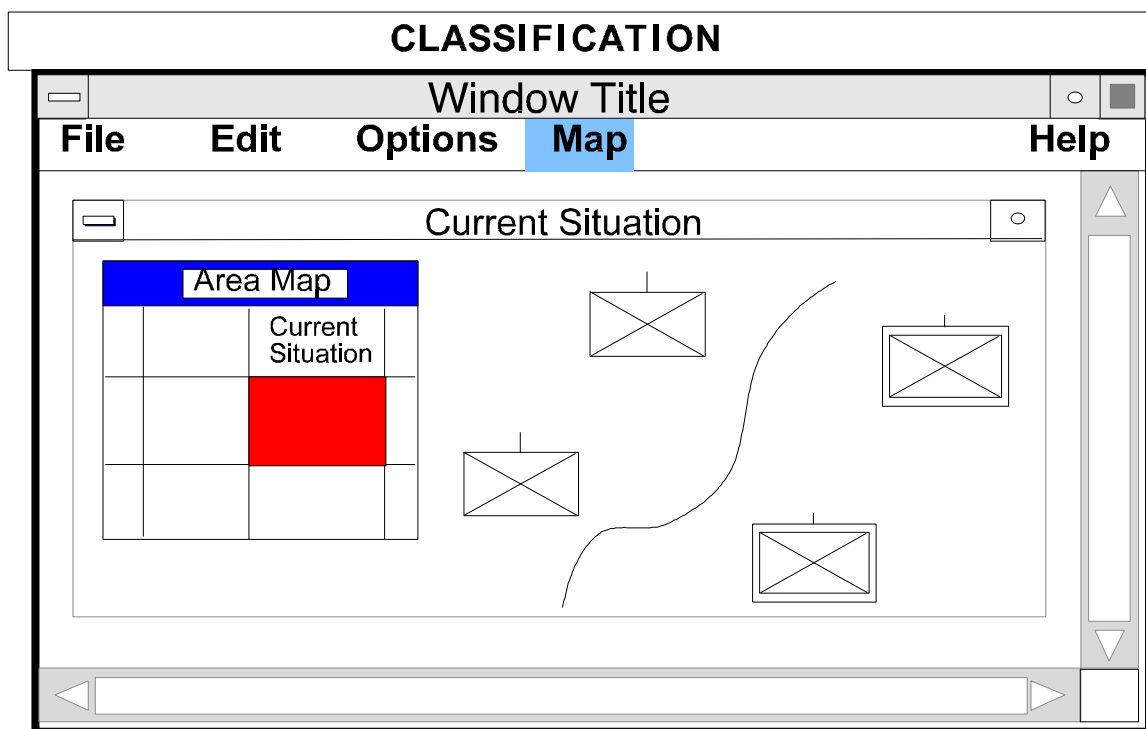 CLASSIFICATION
Window Title
File Edit Options Map Help
Current Situation
Area Map
Current
Situation